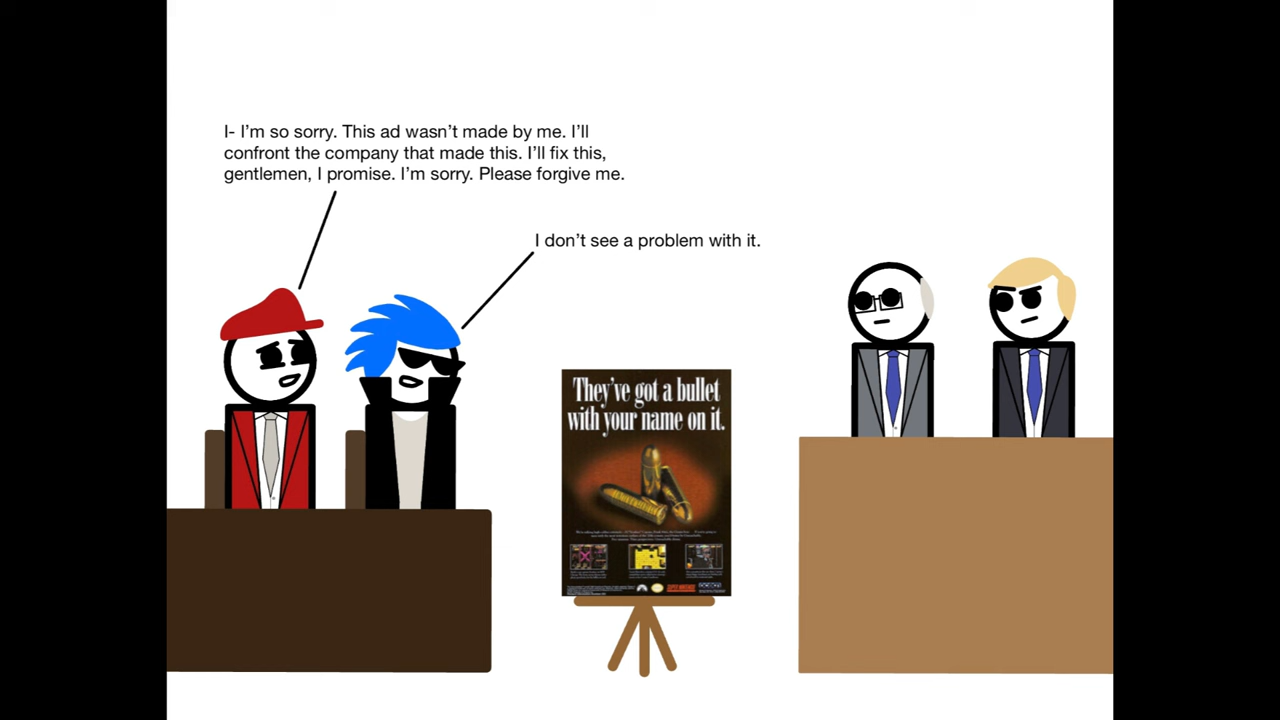 I- I'm so sorry. This ad wasn't made by me. I'll
confront the company that made this. I'll fix this,
gentlemen, I promise. I'm sorry. Please forgive me.
I don't see a problem with it.
They've got a bullet
with your name on it.
SUPER NINTENDO